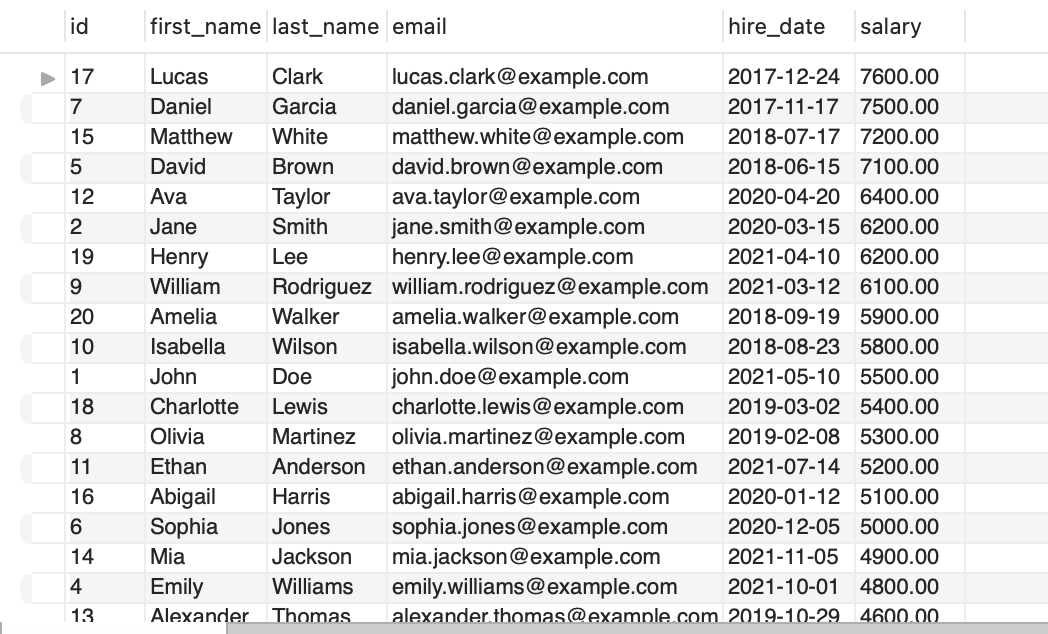 id first_name last_name email hire_date salary
17 Lucas Clark lucas.clark@example.com 2017-12-24 7600.00
7 Daniel Garcia daniel.garcia@example.com 2017-11-17 7500.00
15 Matthew White matthew.white@example.com 2018-07-17 7200.00
5 David Brown david.brown@example.com 2018-06-15 7100.00
12 Ava Taylor ava.taylor@example.com 2020-04-20 6400.00
2 Jane Smith jane.smith@example.com 2020-03-15 6200.00
19 Henry Lee henry.lee@example.com 2021-04-10 6200.00
9 William Rodriguez william.rodriguez@example.com 2021-03-12 6100.00
20 Amelia Walker amelia.walker@example.com 2018-09-19 5900.00
10 Isabella Wilson isabella.wilson@example.com 2018-08-23 5800.00
1 John Doe john.doe@example.com 2021-05-10 5500.00
18 Charlotte Lewis charlotte.lewis@example.com 2019-03-02 5400.00
8 Olivia Martinez olivia.martinez@example.com 2019-02-08 5300.00
11 Ethan Anderson ethan.anderson@example.com 2021-07-14 5200.00
16 Abigail Harris abigail.harris@example.com 2020-01-12 5100.00
6 Sophia Jones sophia.jones@example.com 2020-12-05 5000.00
14 Mia Jackson mia.jackson@example.com 2021-11-05 4900.00
4 Emily Williams emily.williams@example.com 2021-10-01 4800.00
13 Alexander Thomas alexander.thomas@example.com 2019-10-29 4600.00